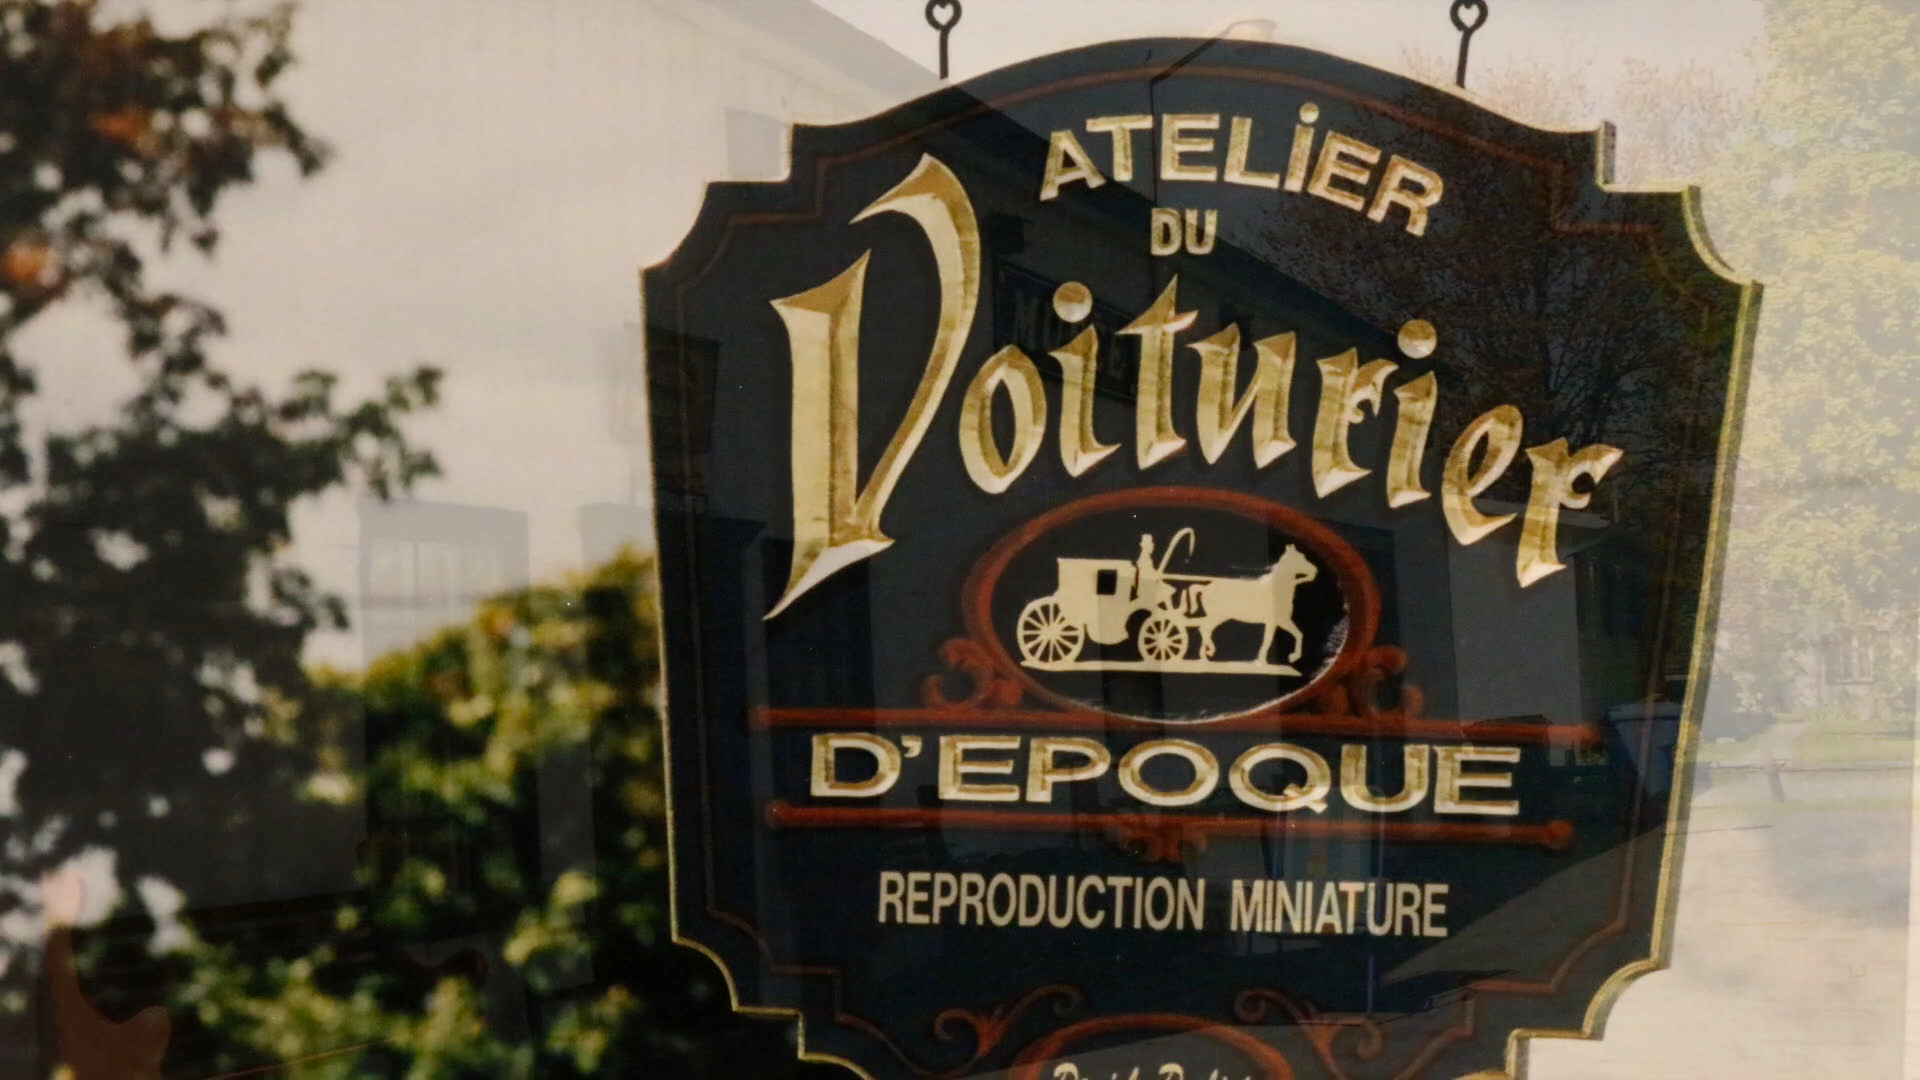 ATELiER
DU
Voiturier
D'EPOQUE
REPRODUCTION MINIATURE